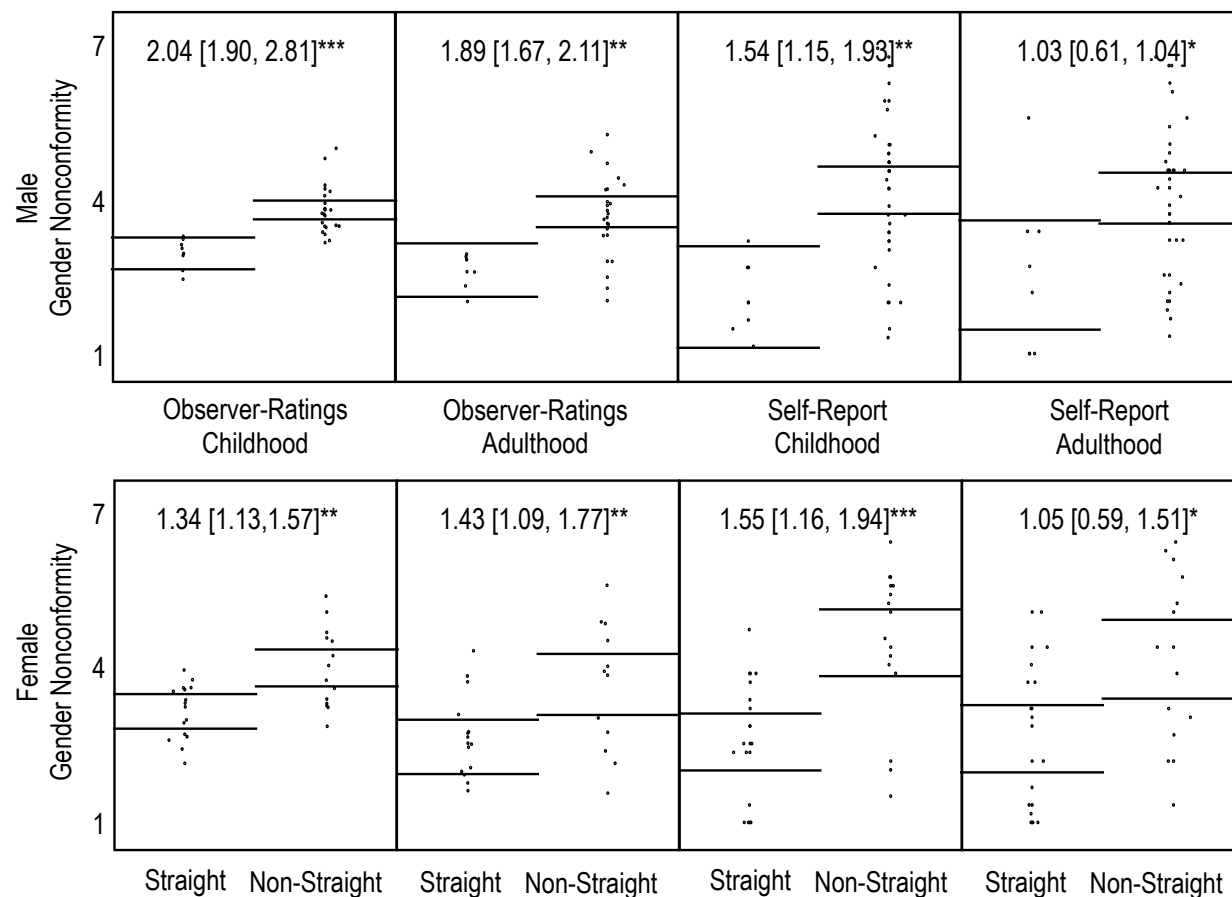 7
2.04 [1.90, 2.81]***
1.89 [1.67, 2.11]**
1.54 [1.15, 1.93]**
1.03 [0.61, 1.04]*
Male
Gender Nonconformity
4
1
Observer-Ratings
Childhood
Observer-Ratings
Adulthood
Self-Report
Childhood
Self-Report
Adulthood
7
1.34 [1.13,1.57]**
1.43 [1.09, 1.77]**
1.55 [1.16, 1.94]***
1.05 [0.59, 1.51]*
Female
Gender Nonconformity
4
1
Straight Non-Straight
Straight Non-Straight
Straight Non-Straight
Straight Non-Straight